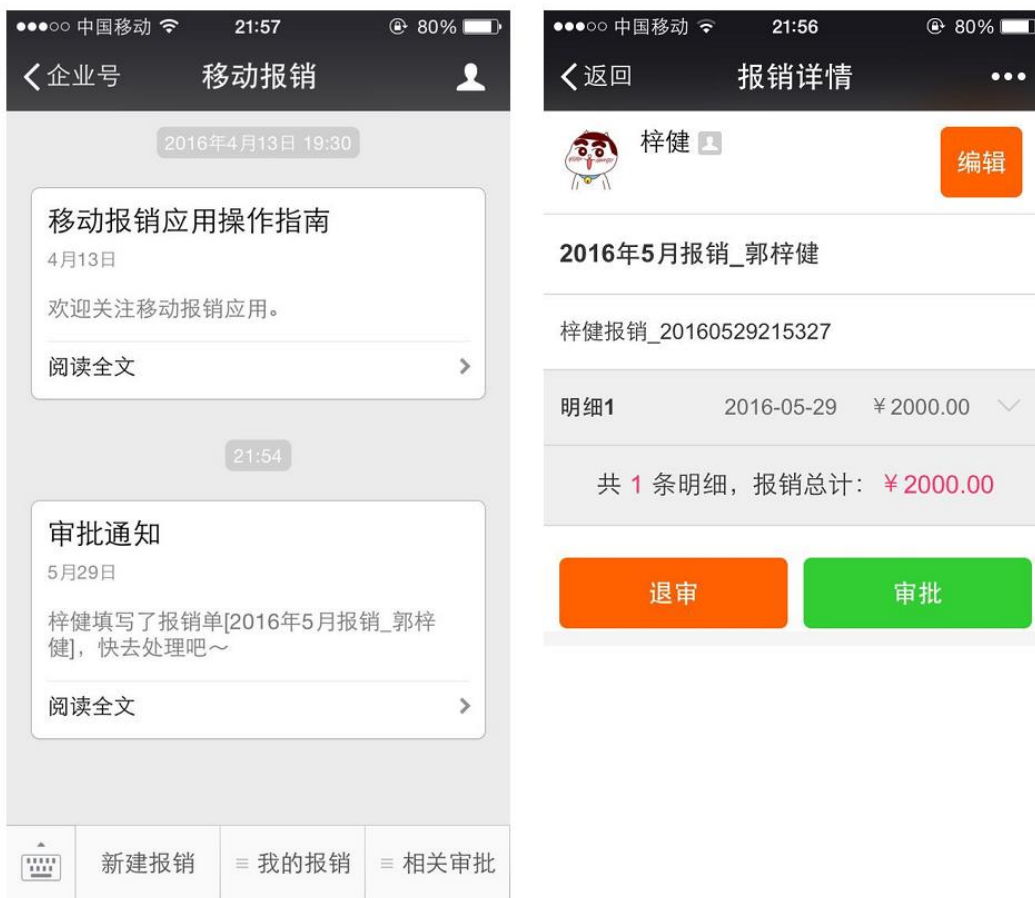 中国移动 21:57 80%
企业号 移动报销
2016年4月13日 19:30
移动报销应用操作指南
4月13日
欢迎关注移动报销应用。
阅读全文
21:54
审批通知
5月29日
梓健填写了报销单[2016年5月报销_郭梓
健]，快去处理吧～
阅读全文
新建报销 我的报销 相关审批
中国移动 21:56 80%
返回 报销详情
梓健
编辑
2016年5月报销_郭梓健
梓健报销_20160529215327
明细1 2016-05-29 ￥2000.00
共 1 条明细，报销总计：￥2000.00
退审 审批